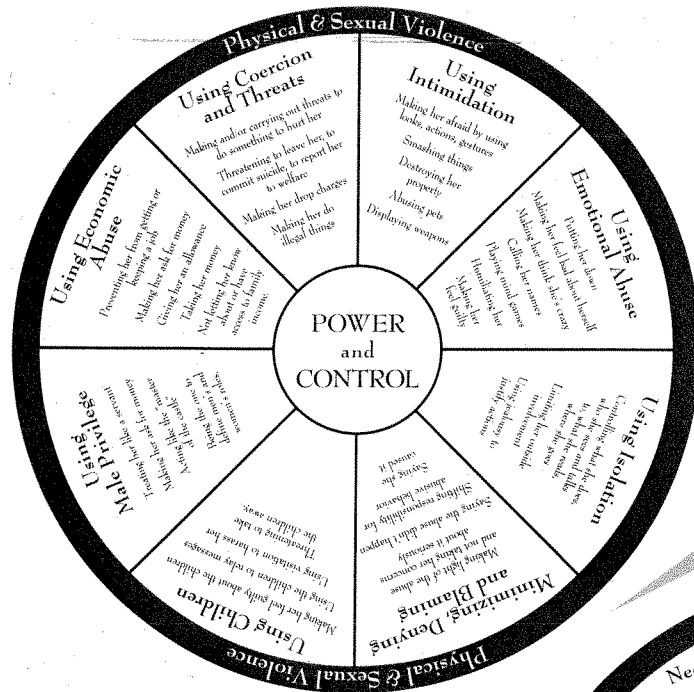 Physical & Sexual Violence
Using Coercion
and Threats
Making and/or carrying out threats to
do something to hurt her
Threatening to leave her, to
commit suicide, to report her
to welfare
Making her drop charges
Making her do
illegal things
Using
Intimidation
Making her afraid by using
looks, actions, gestures
Smashing things
Destroying her
property
Abusing pets
Displaying weapons
Using
Emotional Abuse
Putting her down
Making her feel bad about herself
Making her think she's crazy
Calling her names
Playing mind games
Humiliating her
Making her
feel guilty
Using Isolation
Controlling what she does,
who she sees and talks
to, what she reads,
where she goes
Limiting her outside
involvement
Using jealousy to
justify actions
Minimizing, Denying
and Blaming
Making light of the abuse
and not taking her concerns
about it seriously
Saying the abuse didn't happen
Shifting responsibility for
abusive behavior
Saying she
caused it
Using Children
Making her feel guilty about the children
Using the children to relay messages
Using visitation to harass her
Threatening to take
the children away.
Using
Male Privilege
Treating her like a servant
Making her ask for money
Acting like the "master
of the castle"
Being the one to
define men's and
women's roles.
Using Economic
Abuse
Preventing her from getting or
keeping a job
Making her ask for money
Giving her an allowance
Taking her money
Not letting her know
about or have
access to family
income.
POWER
and
CONTROL
Physical & Sexual Violence